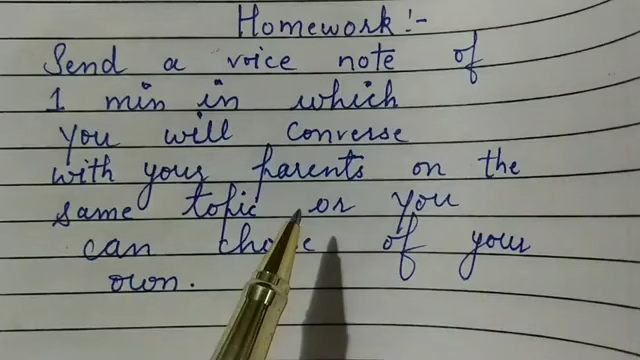 Homework :-
Send a voice note of
1 min in which
you will converse
with your parents on the
same topic or you
can of your
own.